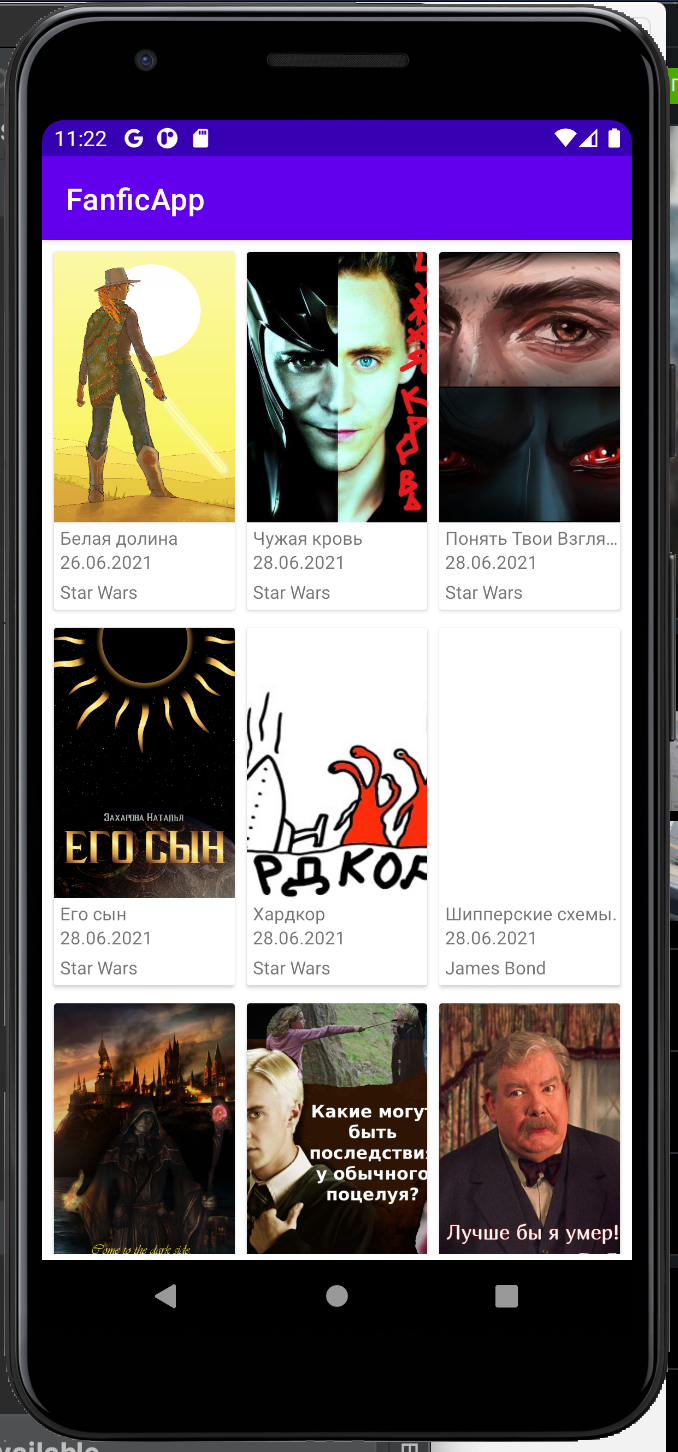 11:22
FanficApp
ЧУЖАЯ КРОВЬ
Белая долина
26.06.2021
Star Wars
Чужая кровь
28.06.2021
Star Wars
Понять Твои Взгля...
28.06.2021
Star Wars
ЗАХАРОВА НАТАЛЬЯ
ЕГО СЫН
РДКОР
Его сын
28.06.2021
Star Wars
Хардкор
28.06.2021
Star Wars
Шипперские схемы.
28.06.2021
James Bond
Come to the dark side
Какие могут
быть
последствия
у обычного
поцелуя?
Лучше бы я умер!
vailable